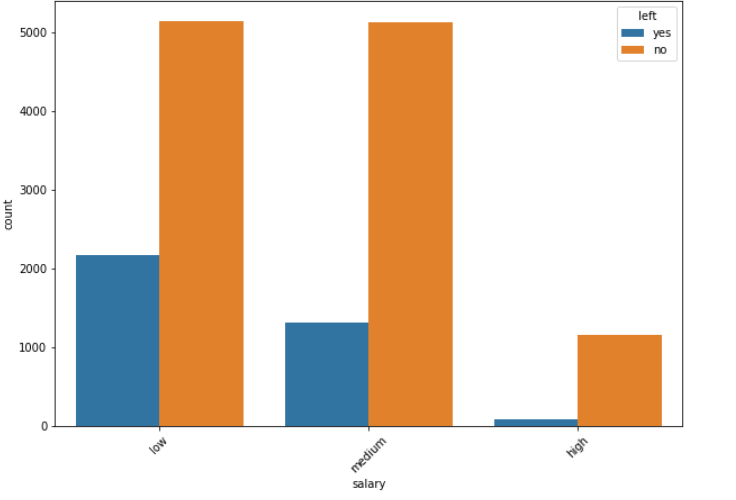 left
yes
no
5000
4000
3000
2000
1000
0
count
low
medium
high
salary